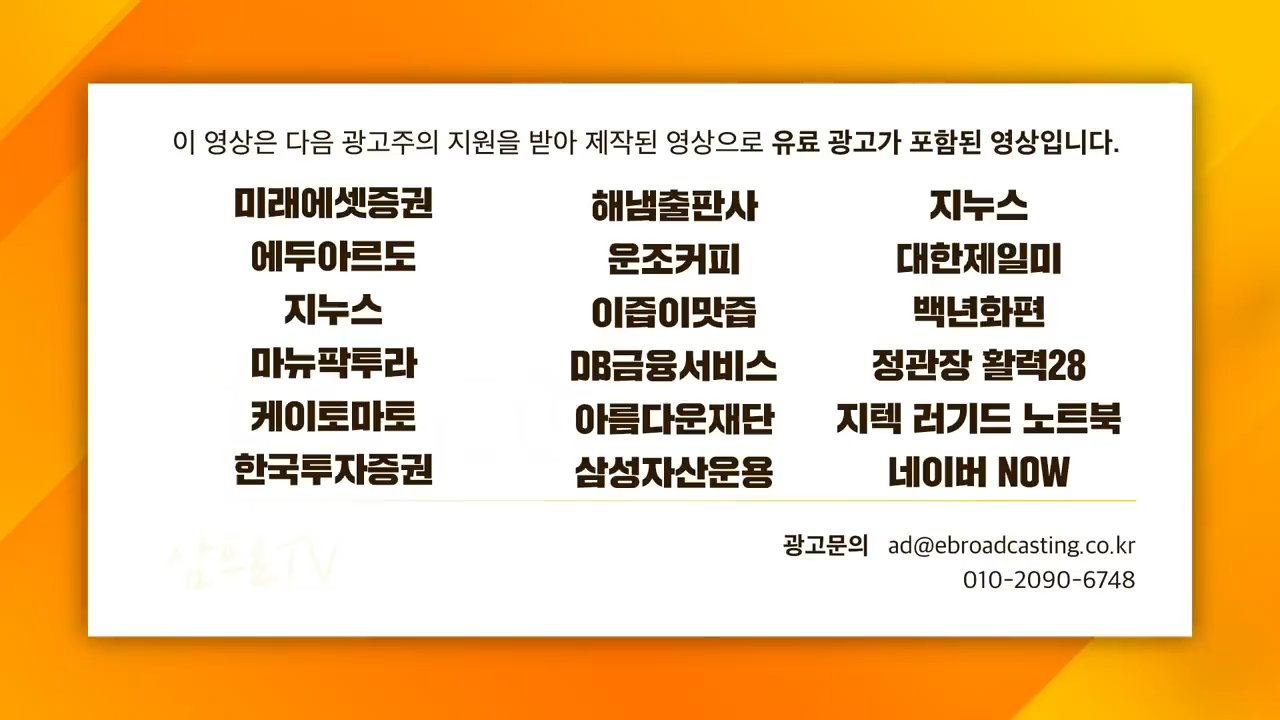 이 영상은 다음 광고주의 지원을 받아 제작된 영상으로 유료 광고가 포함된 영상입니다.
미래에셋증권 해냄출판사 지누스
에두아르도 운조커피 대한제일미
지누스 이즙이맛즙 백년화편
마뉴팍투라 DB금융서비스 정관장 활력28
케이토마토 아름다운재단 지텍 러기드 노트북
한국투자증권 삼성자산운용 네이버 NOW
광고문의 ad@ebroadcasting.co.kr
삼프로TV 010-2090-6748